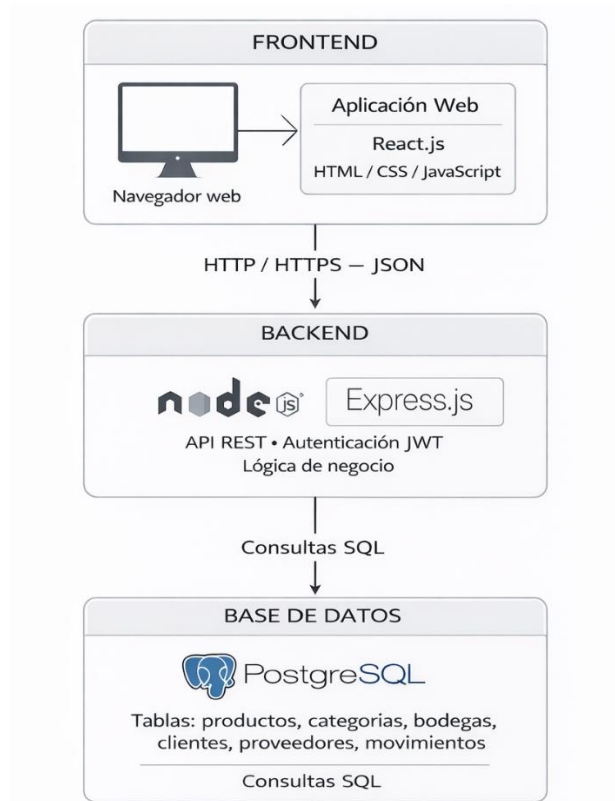 FRONTEND
Aplicación Web
React.js
HTML / CSS / JavaScript
Navegador web
HTTP / HTTPS — JSON
BACKEND
node JS
Express.js
API REST • Autenticación JWT
Lógica de negocio
Consultas SQL
BASE DE DATOS
PostgreSQL
Tablas: productos, categorias, bodegas,
clientes, proveedores, movimientos
Consultas SQL